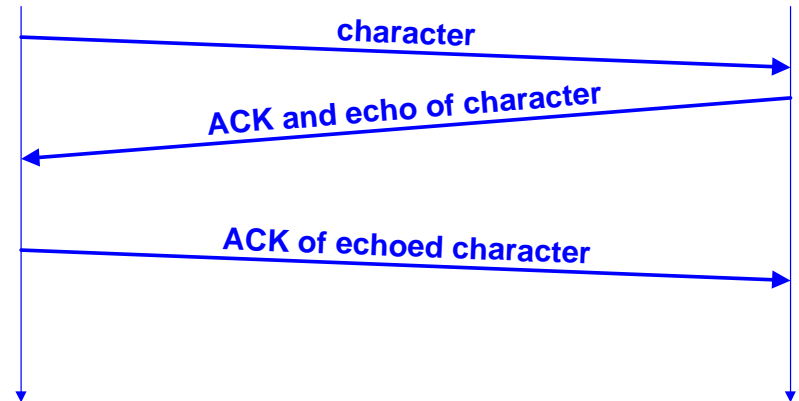 character
ACK and echo of character
ACK of echoed character